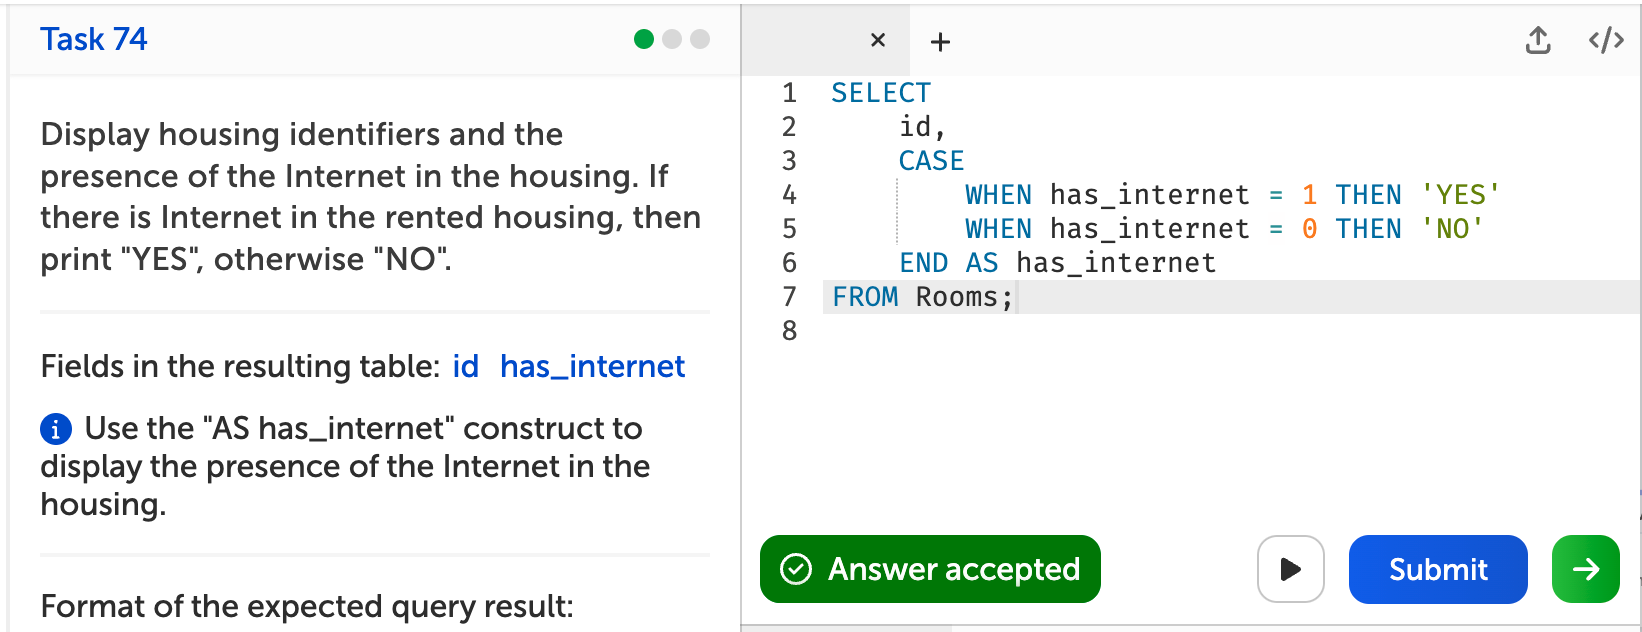 Task 74
Display housing identifiers and the
presence of the Internet in the housing. If
there is Internet in the rented housing, then
print "YES", otherwise "NO".
Fields in the resulting table: id has_internet
i Use the "AS has_internet" construct to
display the presence of the Internet in the
housing.
Format of the expected query result:
× +
</>
1 SELECT
2 id,
3 CASE
4 WHEN has_internet = 1 THEN 'YES'
5 WHEN has_internet = 0 THEN 'NO'
6 END AS has_internet
7 FROM Rooms;
8
Answer accepted
Submit